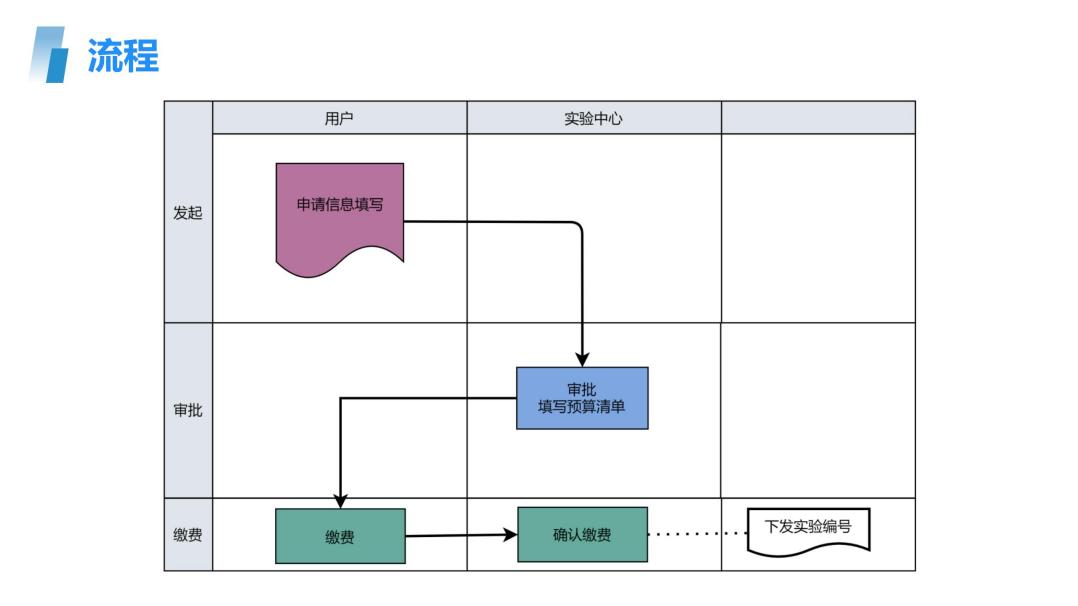 流程
用户
实验中心
发起
申请信息填写
审批
审批
填写预算清单
缴费
缴费
确认缴费
下发实验编号